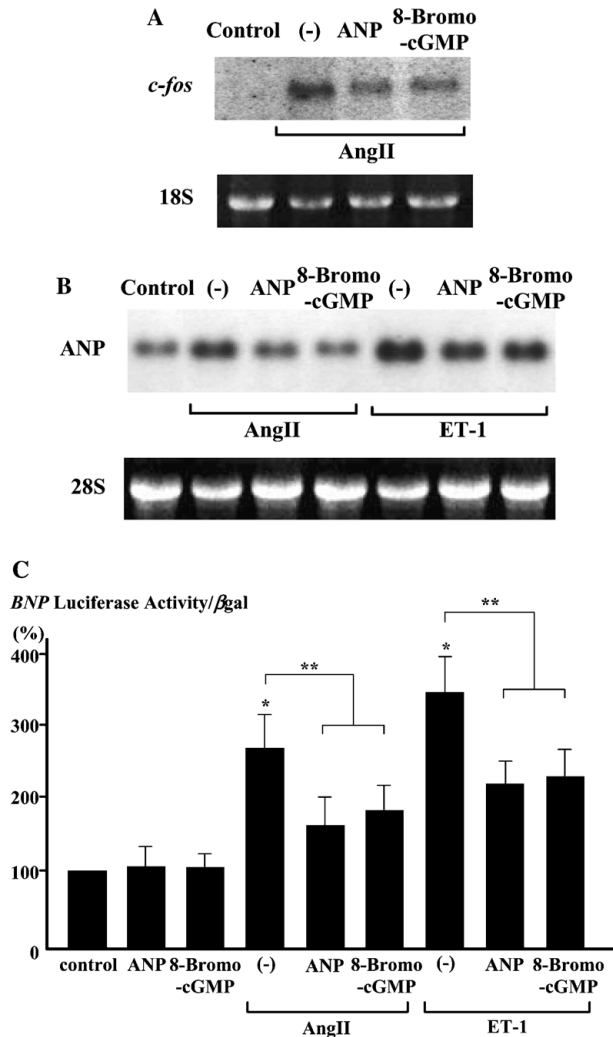 A
Control (-) ANP 8-Bromo
-cGMP
c-fos
AngII
18S
B
Control (-) ANP 8-Bromo
-cGMP (-) ANP 8-Bromo
-cGMP
ANP
AngII ET-1
28S
C
BNP Luciferase Activity/βgal
(%)
400
300
200
100
0
* ** * **
control ANP 8-Bromo
-cGMP (-) ANP 8-Bromo
-cGMP (-) ANP 8-Bromo
-cGMP
AngII ET-1